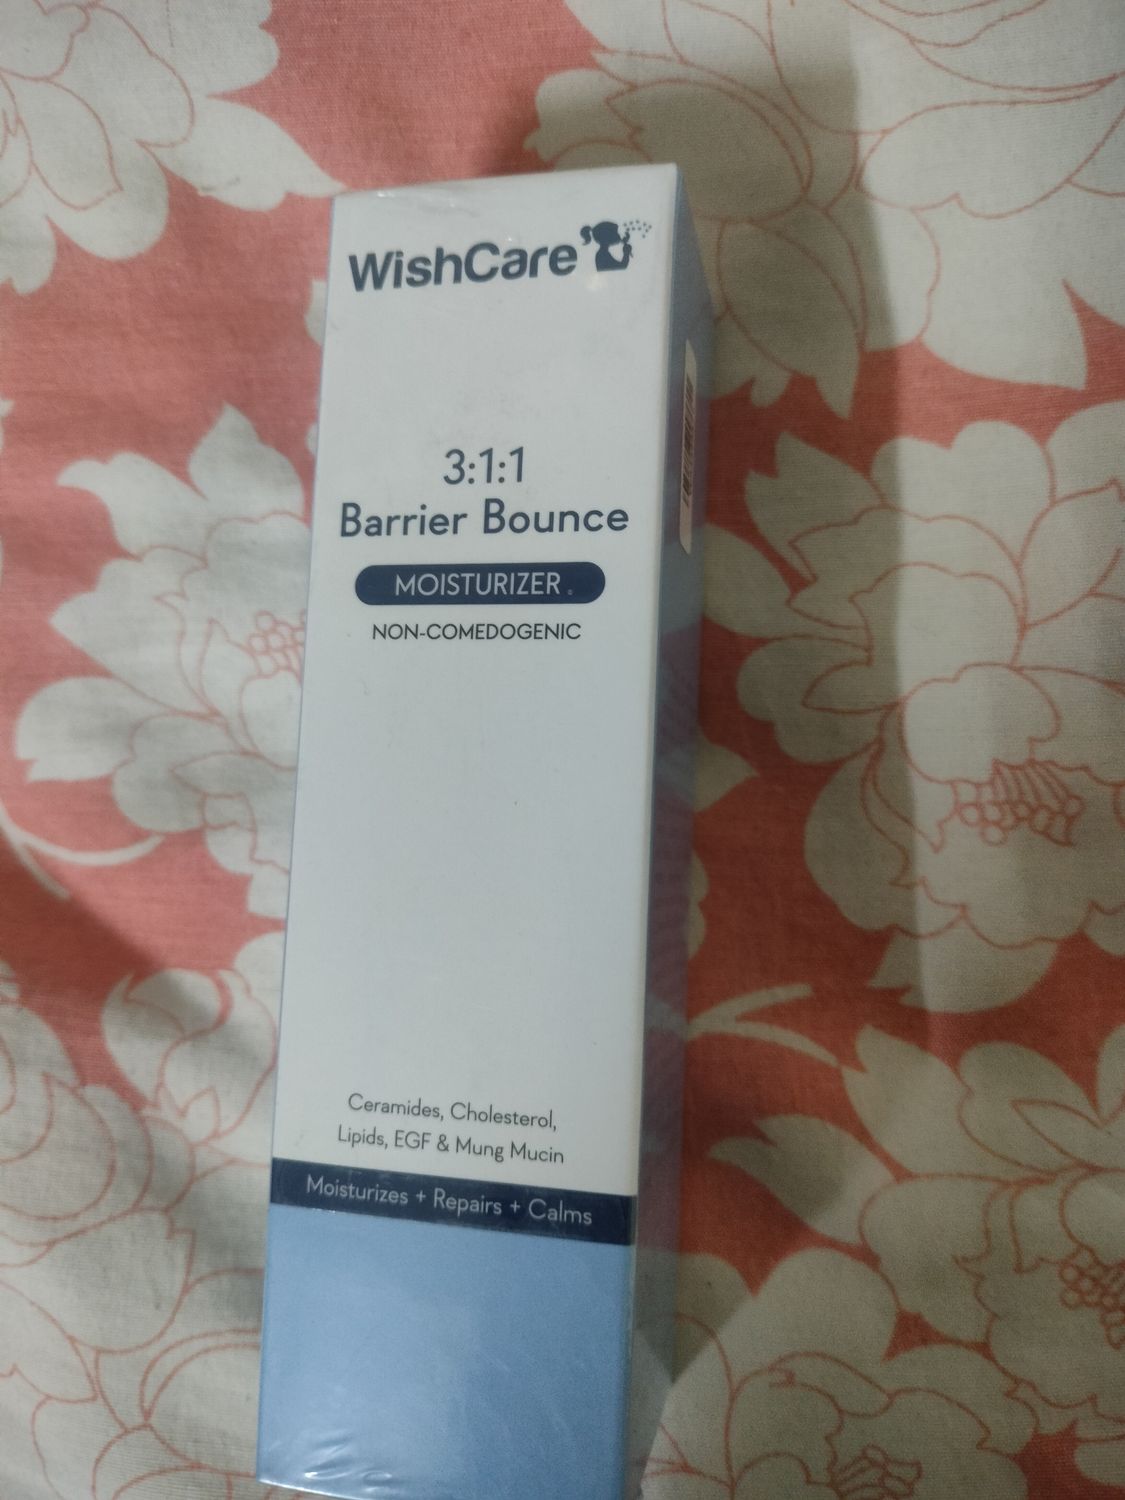 WishCare
3:1:1
Barrier Bounce
MOISTURIZER
NON-COMEDOGENIC
Ceramides, Cholesterol,
Lipids, EGF & Mung Mucin
Moisturizes + Repairs + Calms